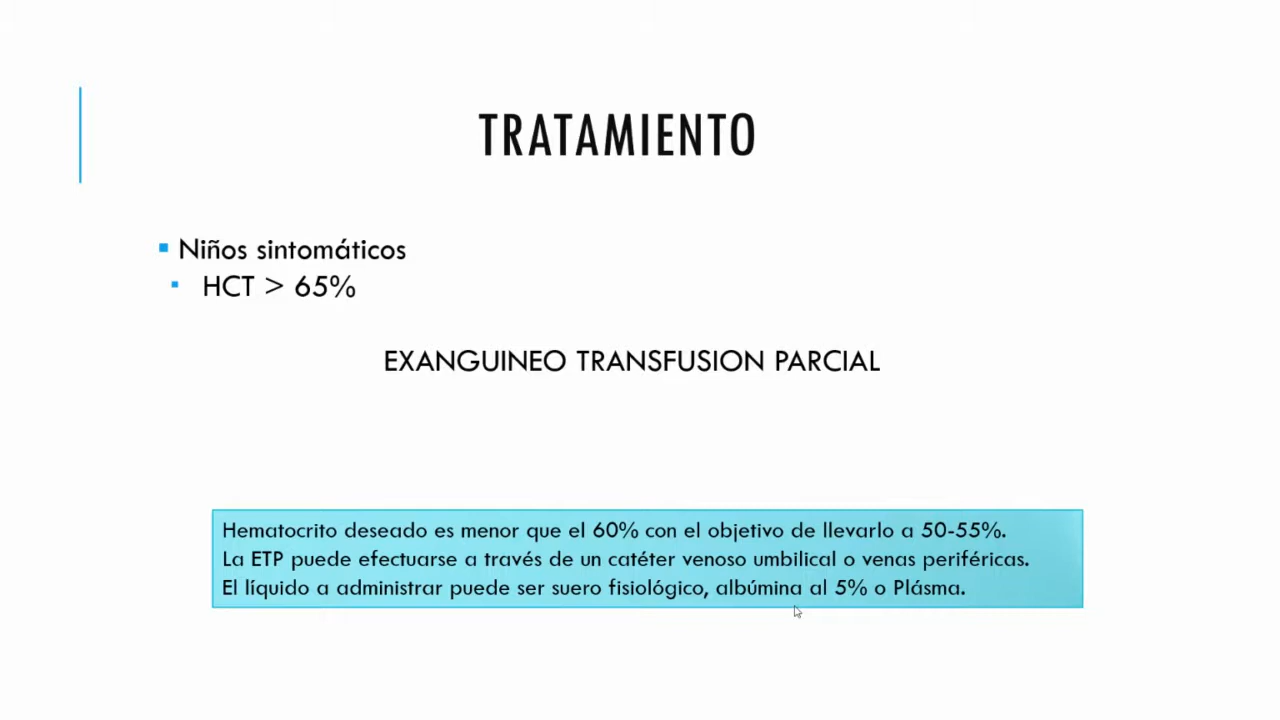 TRATAMIENTO
Niños sintomáticos
HCT > 65%
EXANGUINEO TRANSFUSION PARCIAL
Hematocrito deseado es menor que el 60% con el objetivo de llevarlo a 50-55%.
La ETP puede efectuarse a través de un catéter venoso umbilical o venas periféricas.
El líquido a administrar puede ser suero fisiológico, albúmina al 5% o Plásma.